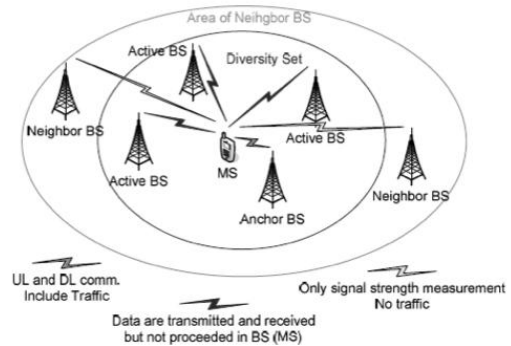 Area of Neihgbor BS
Active BS
Diversity Set
Neighbor BS
Active BS
Active BS
MS
Anchor BS
Neighbor BS
UL and DL comm.
Include Traffic
Only signal strength measurement
No traffic
Data are transmitted and received
but not proceeded in BS (MS)